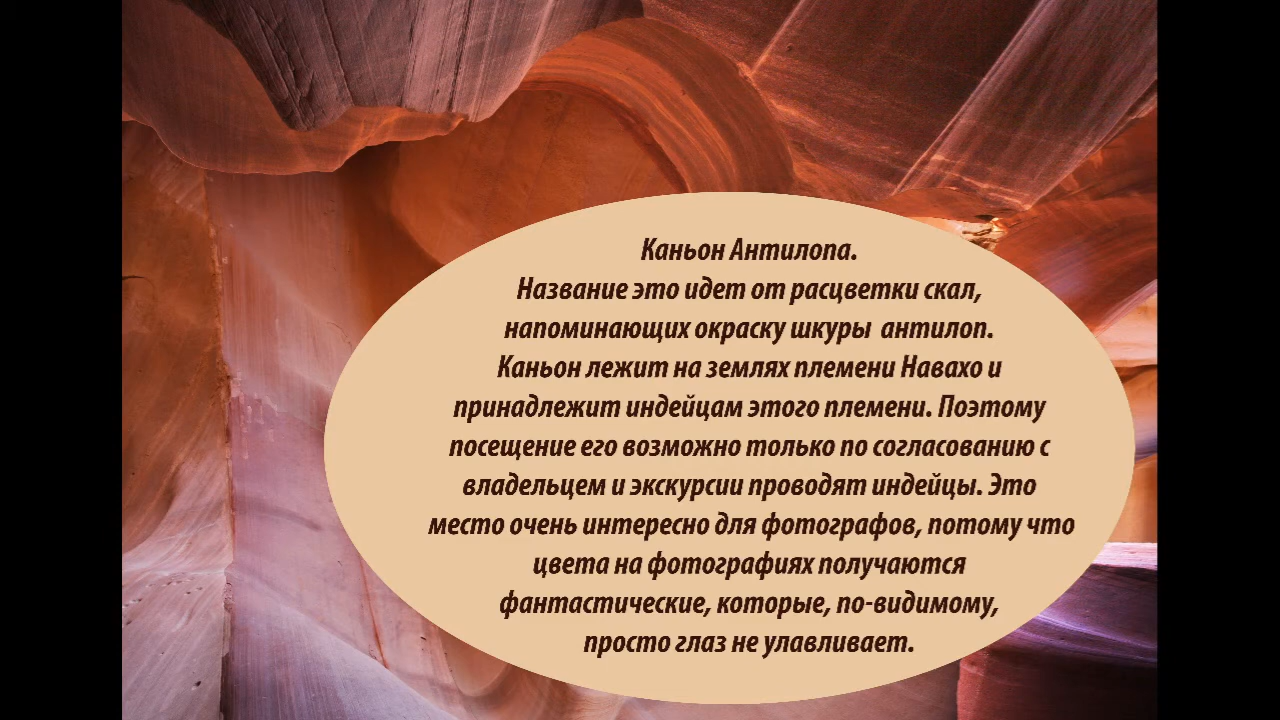 Каньон Антилопа.
Название это идет от расцветки скал,
напоминающих окраску шкуры антилоп.
Каньон лежит на землях племени Навахо и
принадлежит индейцам этого племени. Поэтому
посещение его возможно только по согласованию с
владельцем и экскурсии проводят индейцы. Это
место очень интересно для фотографов, потому что
цвета на фотографиях получаются
фантастические, которые, по-видимому,
просто глаз не улавливает.